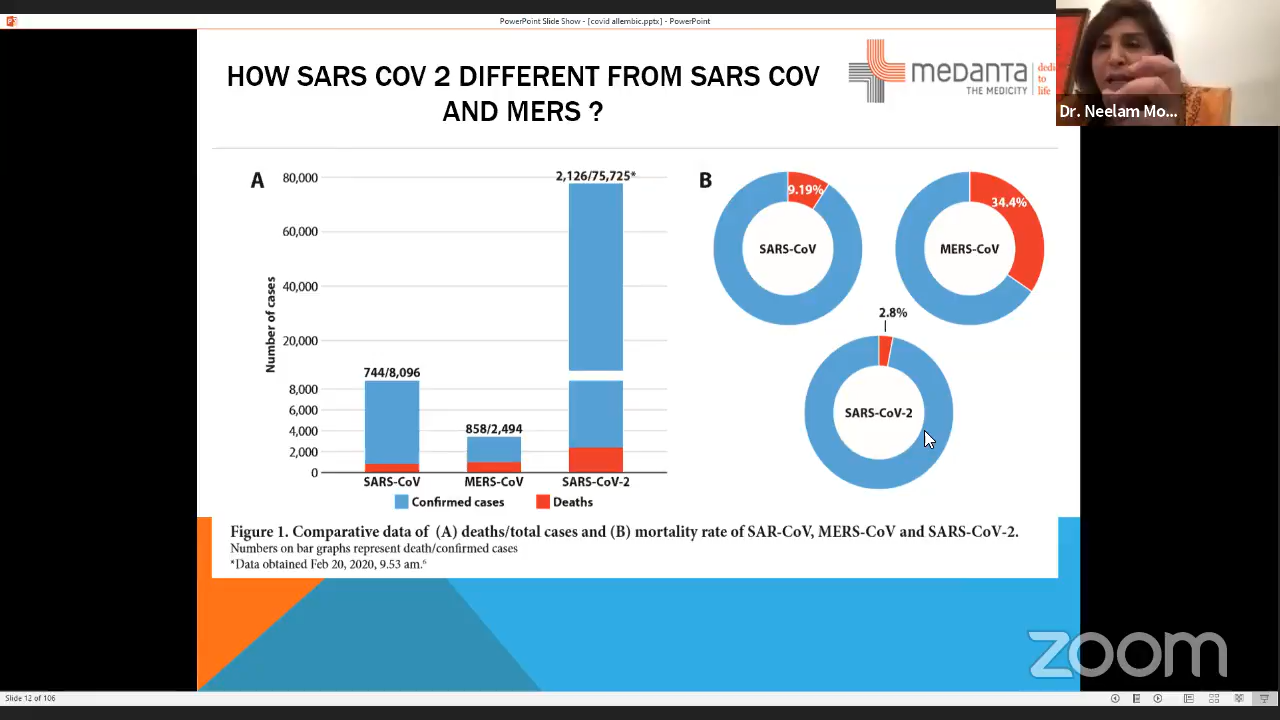 PowerPoint Slide Show - [covid allembic.pptx] - PowerPoint
HOW SARS COV 2 DIFFERENT FROM SARS COV
AND MERS ?
medanta
THE MEDICITY
to
life
Dr. Neelam Mo...
A
Number of cases
80,000
60,000
40,000
20,000
8,000
6,000
4,000
2,000
0
744/8,096
858/2,494
2,126/75,725*
SARS-CoV
MERS-CoV
SARS-CoV-2
Confirmed cases
Deaths
B
9.19%
SARS-CoV
34.4%
MERS-CoV
2.8%
SARS-CoV-2
Figure 1. Comparative data of (A) deaths/total cases and (B) mortality rate of SAR-CoV, MERS-CoV and SARS-CoV-2.
Numbers on bar graphs represent death/confirmed cases
*Data obtained Feb 20, 2020, 9.53 am.⁶
zoom
Slide 12 of 106